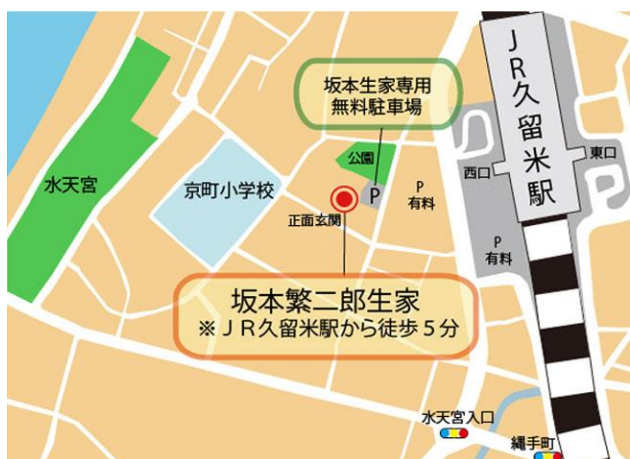 坂本生家専用
無料駐車場
JR久留米駅
水天宮
京町小学校
公園
P
正面玄関
P
有料
西口
東口
P
有料
坂本繁二郎生家
※JR久留米駅から徒歩5分
水天宮入口
縄手町